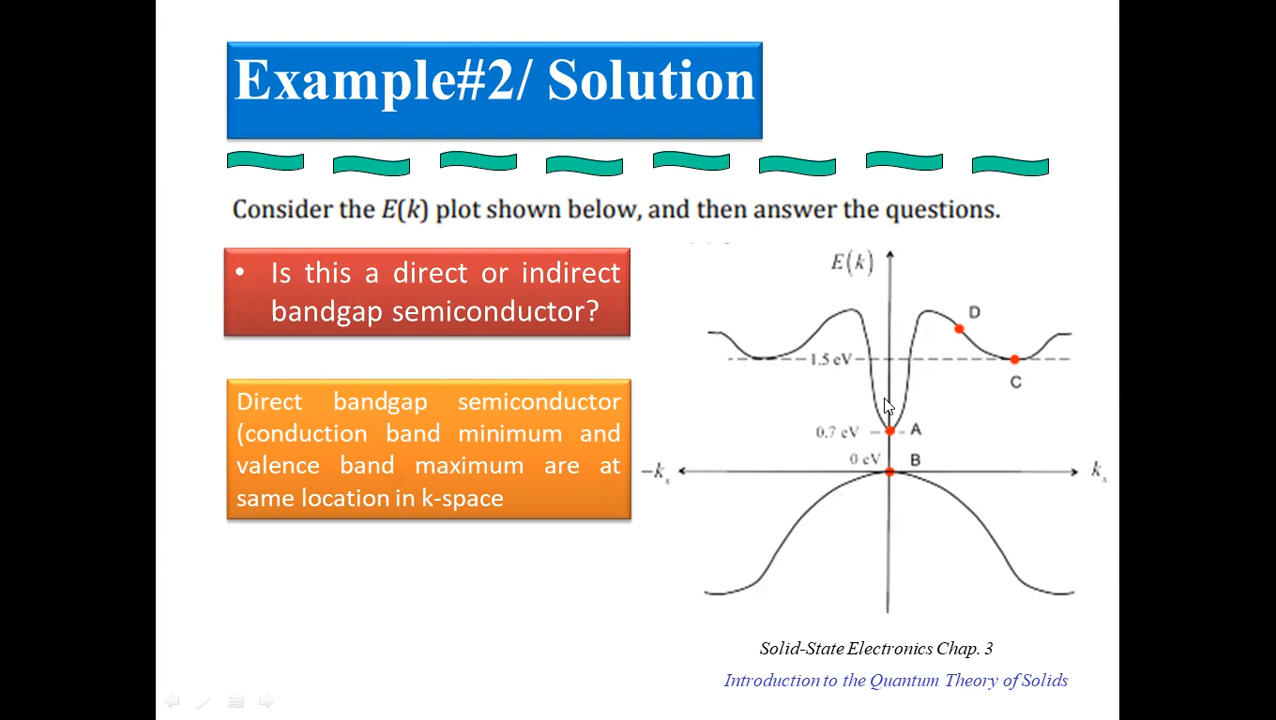 Example#2/ Solution
Consider the E(k) plot shown below, and then answer the questions.
• Is this a direct or indirect
bandgap semiconductor?
Direct bandgap semiconductor
(conduction band minimum and
valence band maximum are at
same location in k-space
E(k)
D
1.5 eV
C
0.7 eV
A
0 eV
B
−kx
kx
Solid-State Electronics Chap. 3
Introduction to the Quantum Theory of Solids